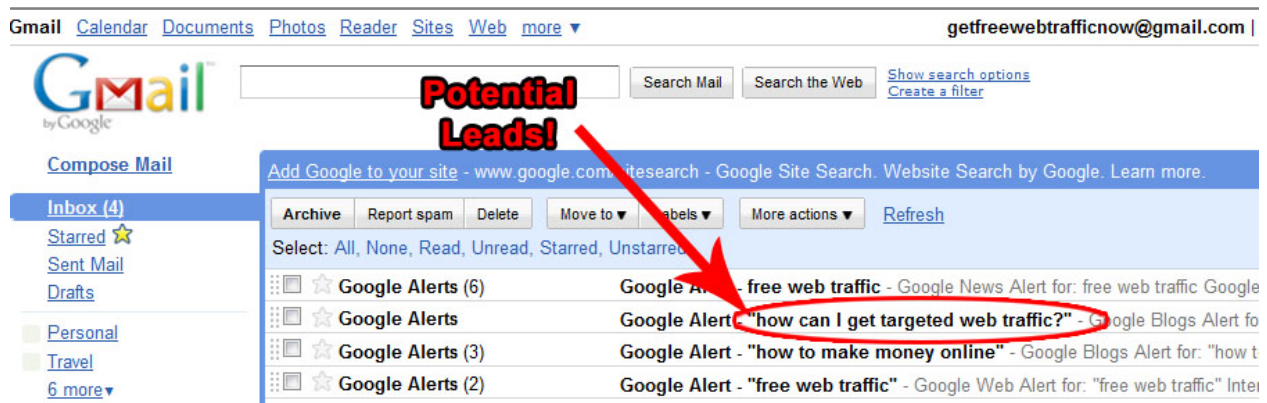 Gmail Calendar Documents Photos Reader Sites Web more ▼ getfreewebtrafficnow@gmail.com |
Gmail
by Google
Search Mail Search the Web Show search options
Create a filter
Potential
Leads!
Compose Mail
Add Google to your site - www.google.com/sitesearch - Google Site Search. Website Search by Google. Learn more.
Inbox (4)
Archive Report spam Delete Move to ▼ Labels ▼ More actions ▼ Refresh
Starred
Select: All, None, Read, Unread, Starred, Unstarred
Sent Mail
Drafts
Google Alerts (6) Google Alert - free web traffic - Google News Alert for: free web traffic Google
Google Alerts Google Alert - "how can I get targeted web traffic?" - Google Blogs Alert fo
Personal
Google Alerts (3) Google Alert - "how to make money online" - Google Blogs Alert for: "how t
Travel
Google Alerts (2) Google Alert - "free web traffic" - Google Web Alert for: "free web traffic" Inter
6 more ▼